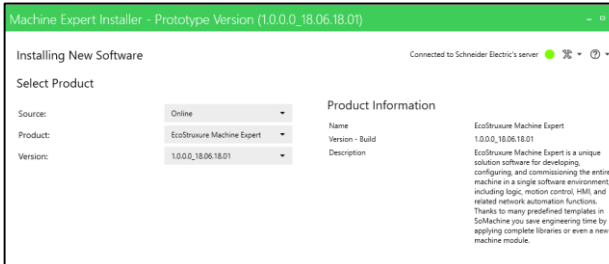 Machine Expert Installer - Prototype Version (1.0.0.0_18.06.18.01)
Installing New Software
Connected to Schneider Electric's server
Select Product
Source:
Online
Product:
EcoStruxure Machine Expert
Version:
1.0.0.0_18.06.18.01
Product Information
Name
EcoStruxure Machine Expert
Version - Build
1.0.0.0_18.06.18.01
Description
EcoStruxure Machine Expert is a unique
solution software for developing,
configuring, and commissioning the entire
machine in a single software environment,
including logic, motion control, HMI, and
related network automation functions.
Thanks to many predefined templates in
SoMachine you save engineering time by
applying complete libraries or even a new
machine module.